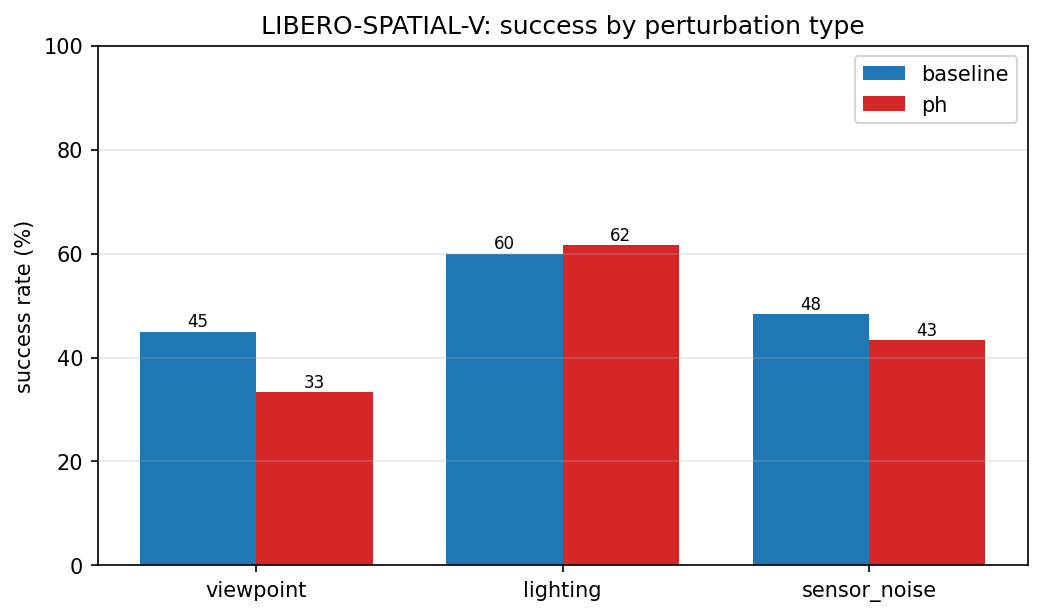 LIBERO-SPATIAL-V: success by perturbation type
baseline
ph
success rate (%)
100
80
60
40
20
0
45
33
60
62
48
43
viewpoint
lighting
sensor_noise